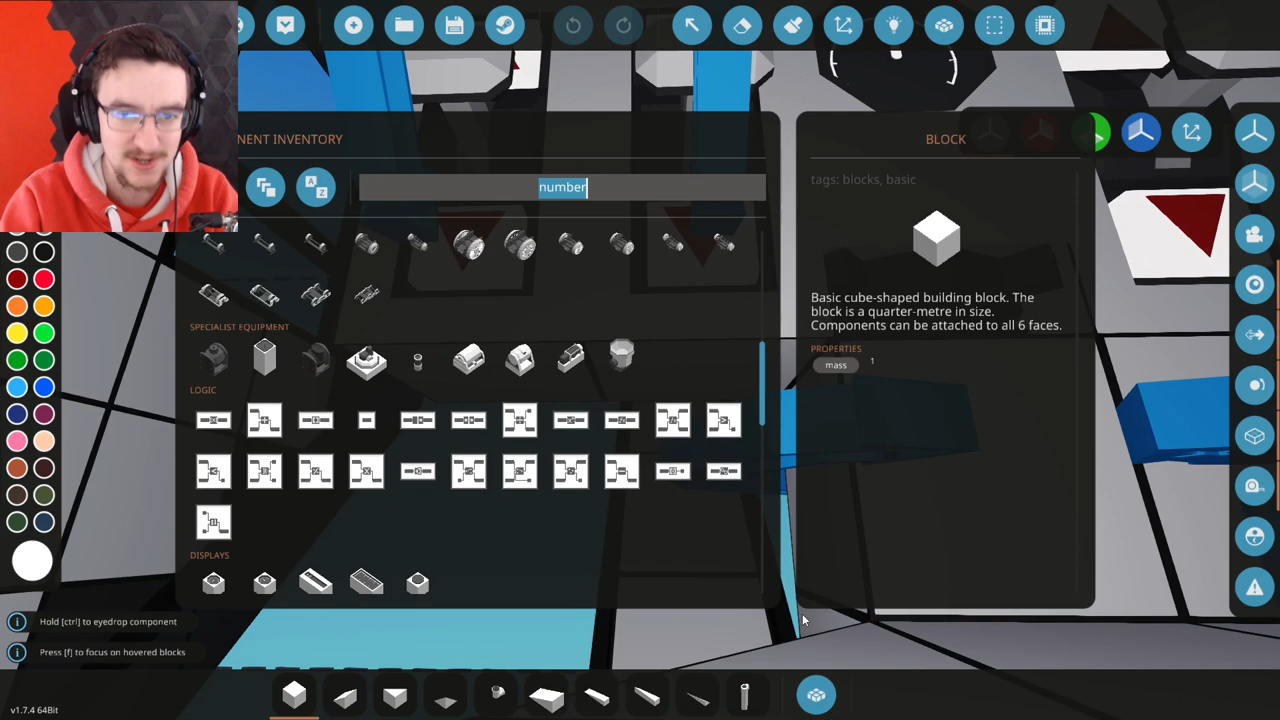 NENT INVENTORY
BLOCK
tags: blocks, basic
number
Basic cube-shaped building block. The
block is a quarter-metre in size.
Components can be attached to all 6 faces.
PROPERTIES
mass 1
SPECIALIST EQUIPMENT
LOGIC
DISPLAYS
Hold [ctrl] to eyedrop component
Press [f] to focus on hovered blocks
v1.7.4 64Bit